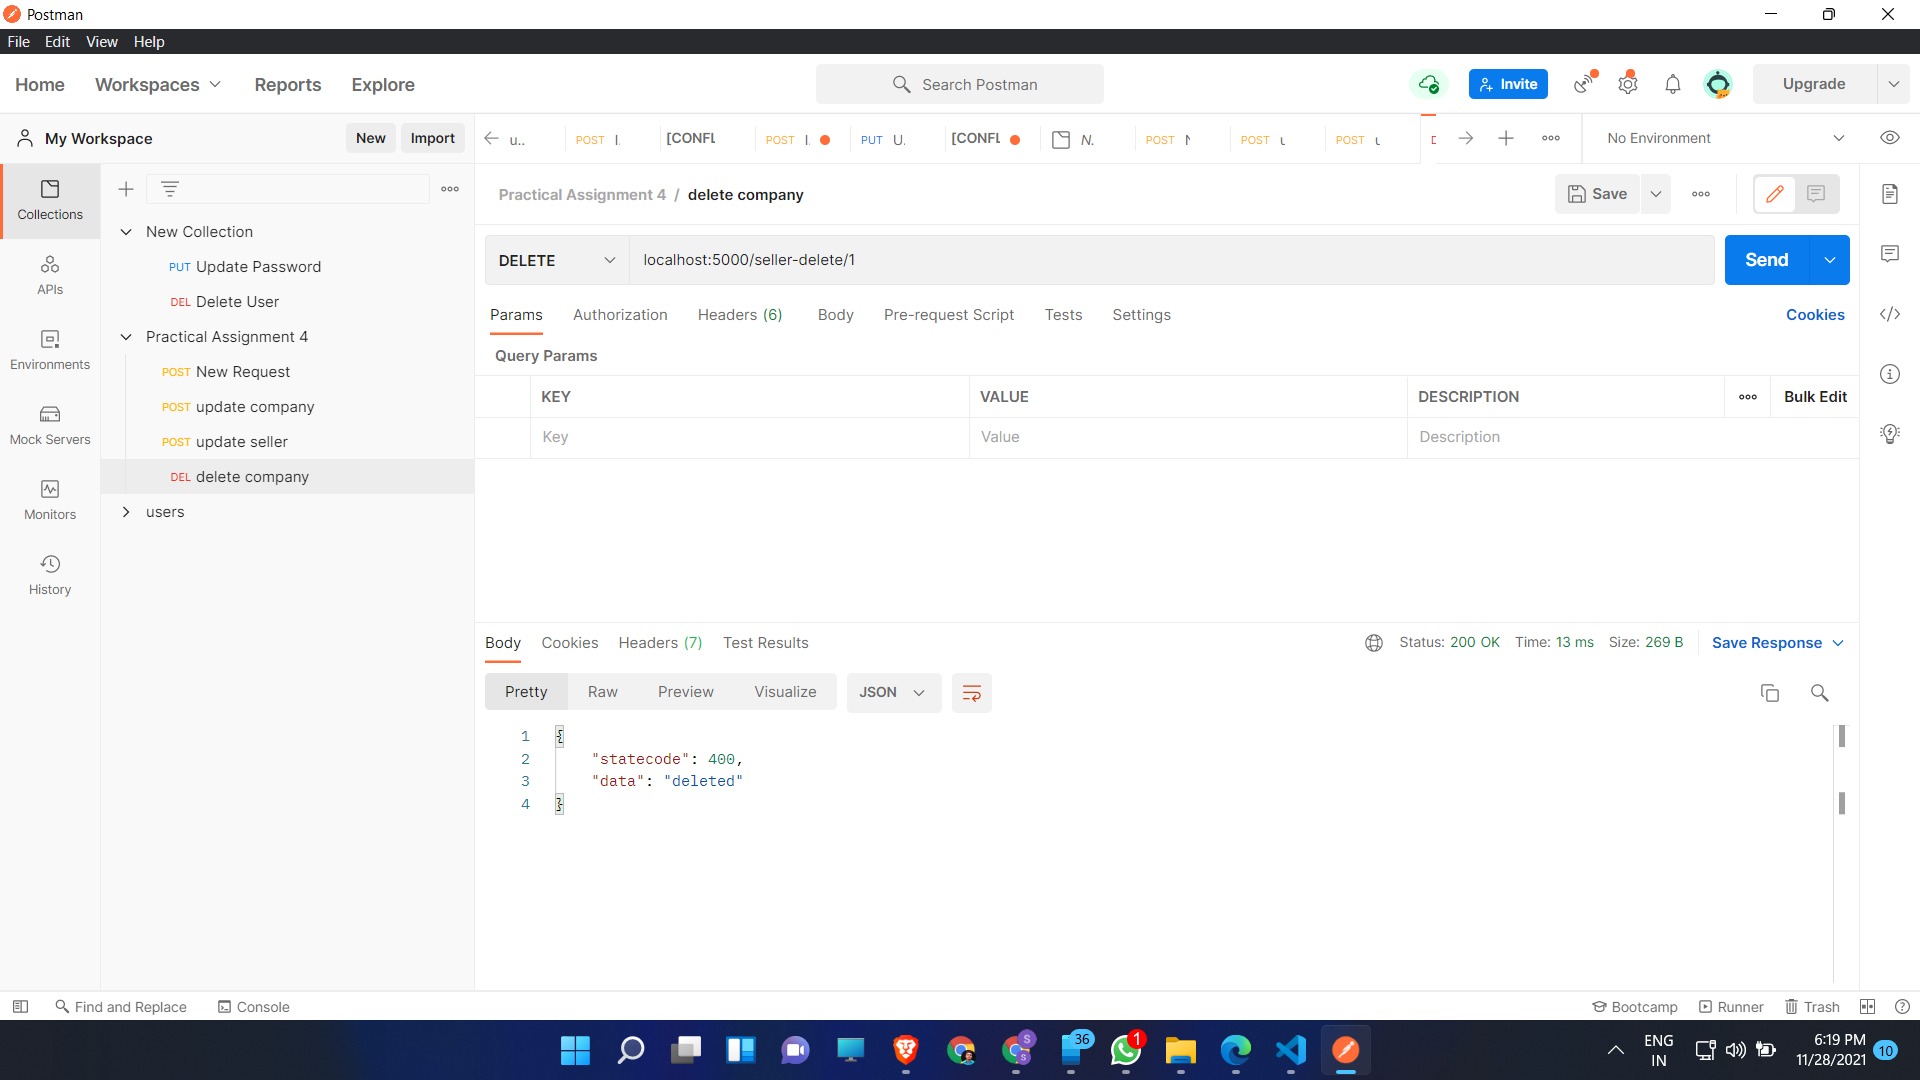 Postman
File Edit View Help
Home Workspaces Reports Explore Search Postman Invite Upgrade
My Workspace New Import u.. POST [CONFL POST PUT U. [CONFL N. POST POST POST No Environment
Practical Assignment 4 / delete company Save
Collections
New Collection
PUT Update Password
DEL Delete User
Practical Assignment 4
POST New Request
POST update company
POST update seller
DEL delete company
users
APIs
Environments
Mock Servers
Monitors
History
DELETE localhost:5000/seller-delete/1 Send
Params Authorization Headers (6) Body Pre-request Script Tests Settings Cookies
Query Params
KEY VALUE DESCRIPTION Bulk Edit
Key Value Description
Body Cookies Headers (7) Test Results Status: 200 OK Time: 13 ms Size: 269 B Save Response
Pretty Raw Preview Visualize JSON
1 {
2 "statecode": 400,
3 "data": "deleted"
4 }
Find and Replace Console Bootcamp Runner Trash
S S 36 1
ENG
IN
6:19 PM
11/28/2021 10